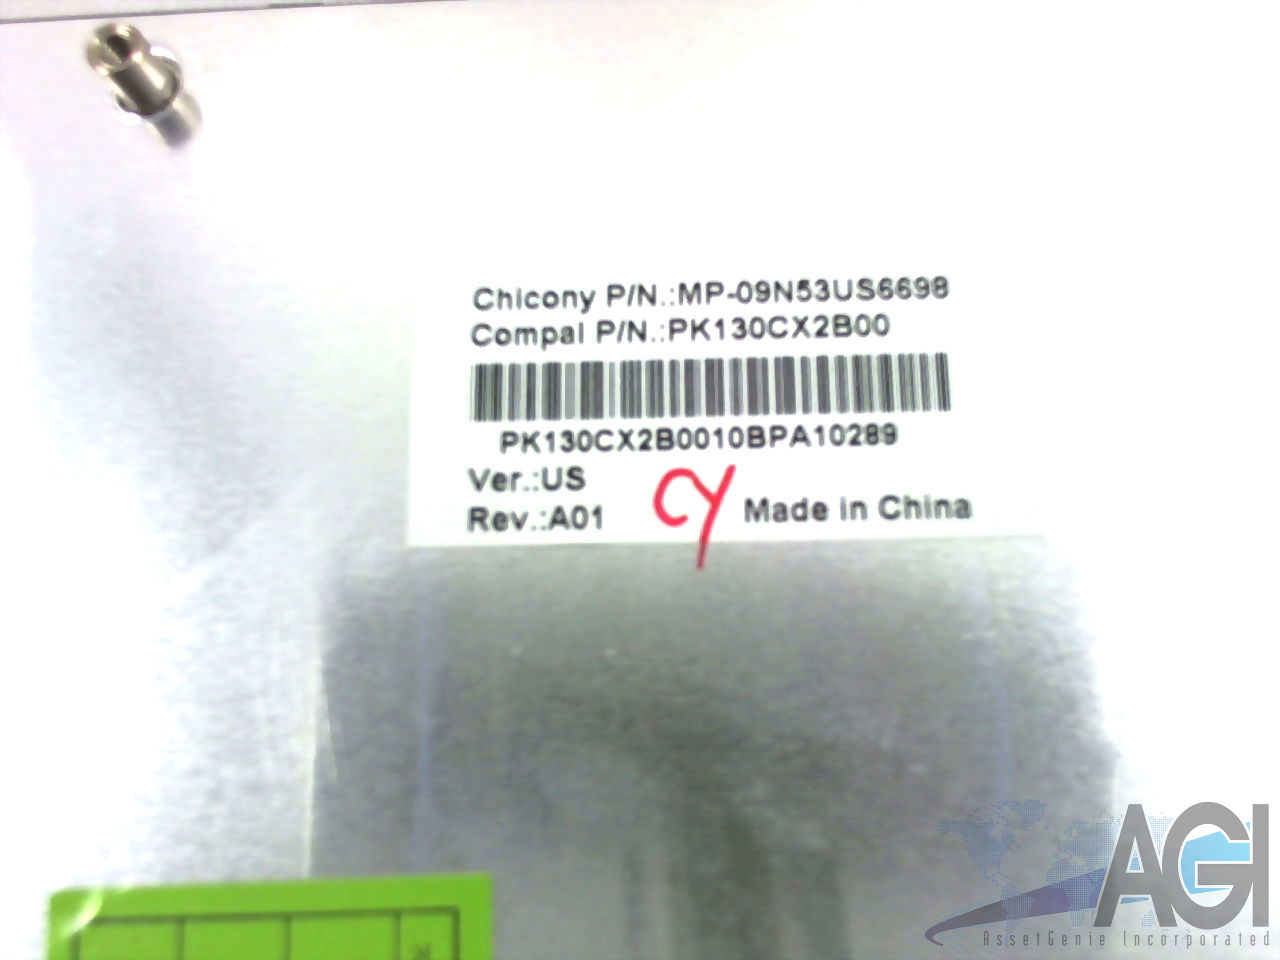 Chicony P/N.:MP-09N53US6698
Compal P/N.:PK130CX2B00
PK130CX2B0010BPA10289
Ver.:US
Rev.:A01
CY
Made in China
AGI
AssetGenie Incorporated